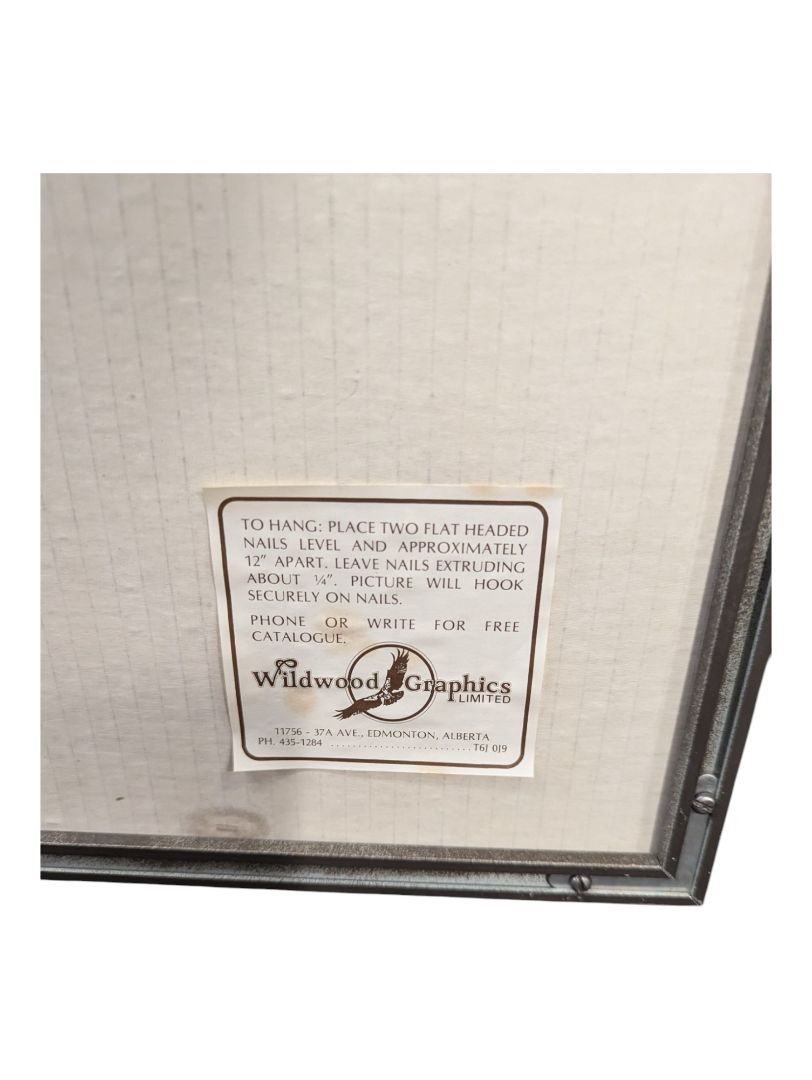 TO HANG: PLACE TWO FLAT HEADED
NAILS LEVEL AND APPROXIMATELY
12" APART. LEAVE NAILS EXTRUDING
ABOUT ¼". PICTURE WILL HOOK
SECURELY ON NAILS.
PHONE OR WRITE FOR FREE
CATALOGUE.
Wildwood Graphics
LIMITED
11756 - 37A AVE., EDMONTON, ALBERTA
PH. 435-1284 .......................... T6J 0J9